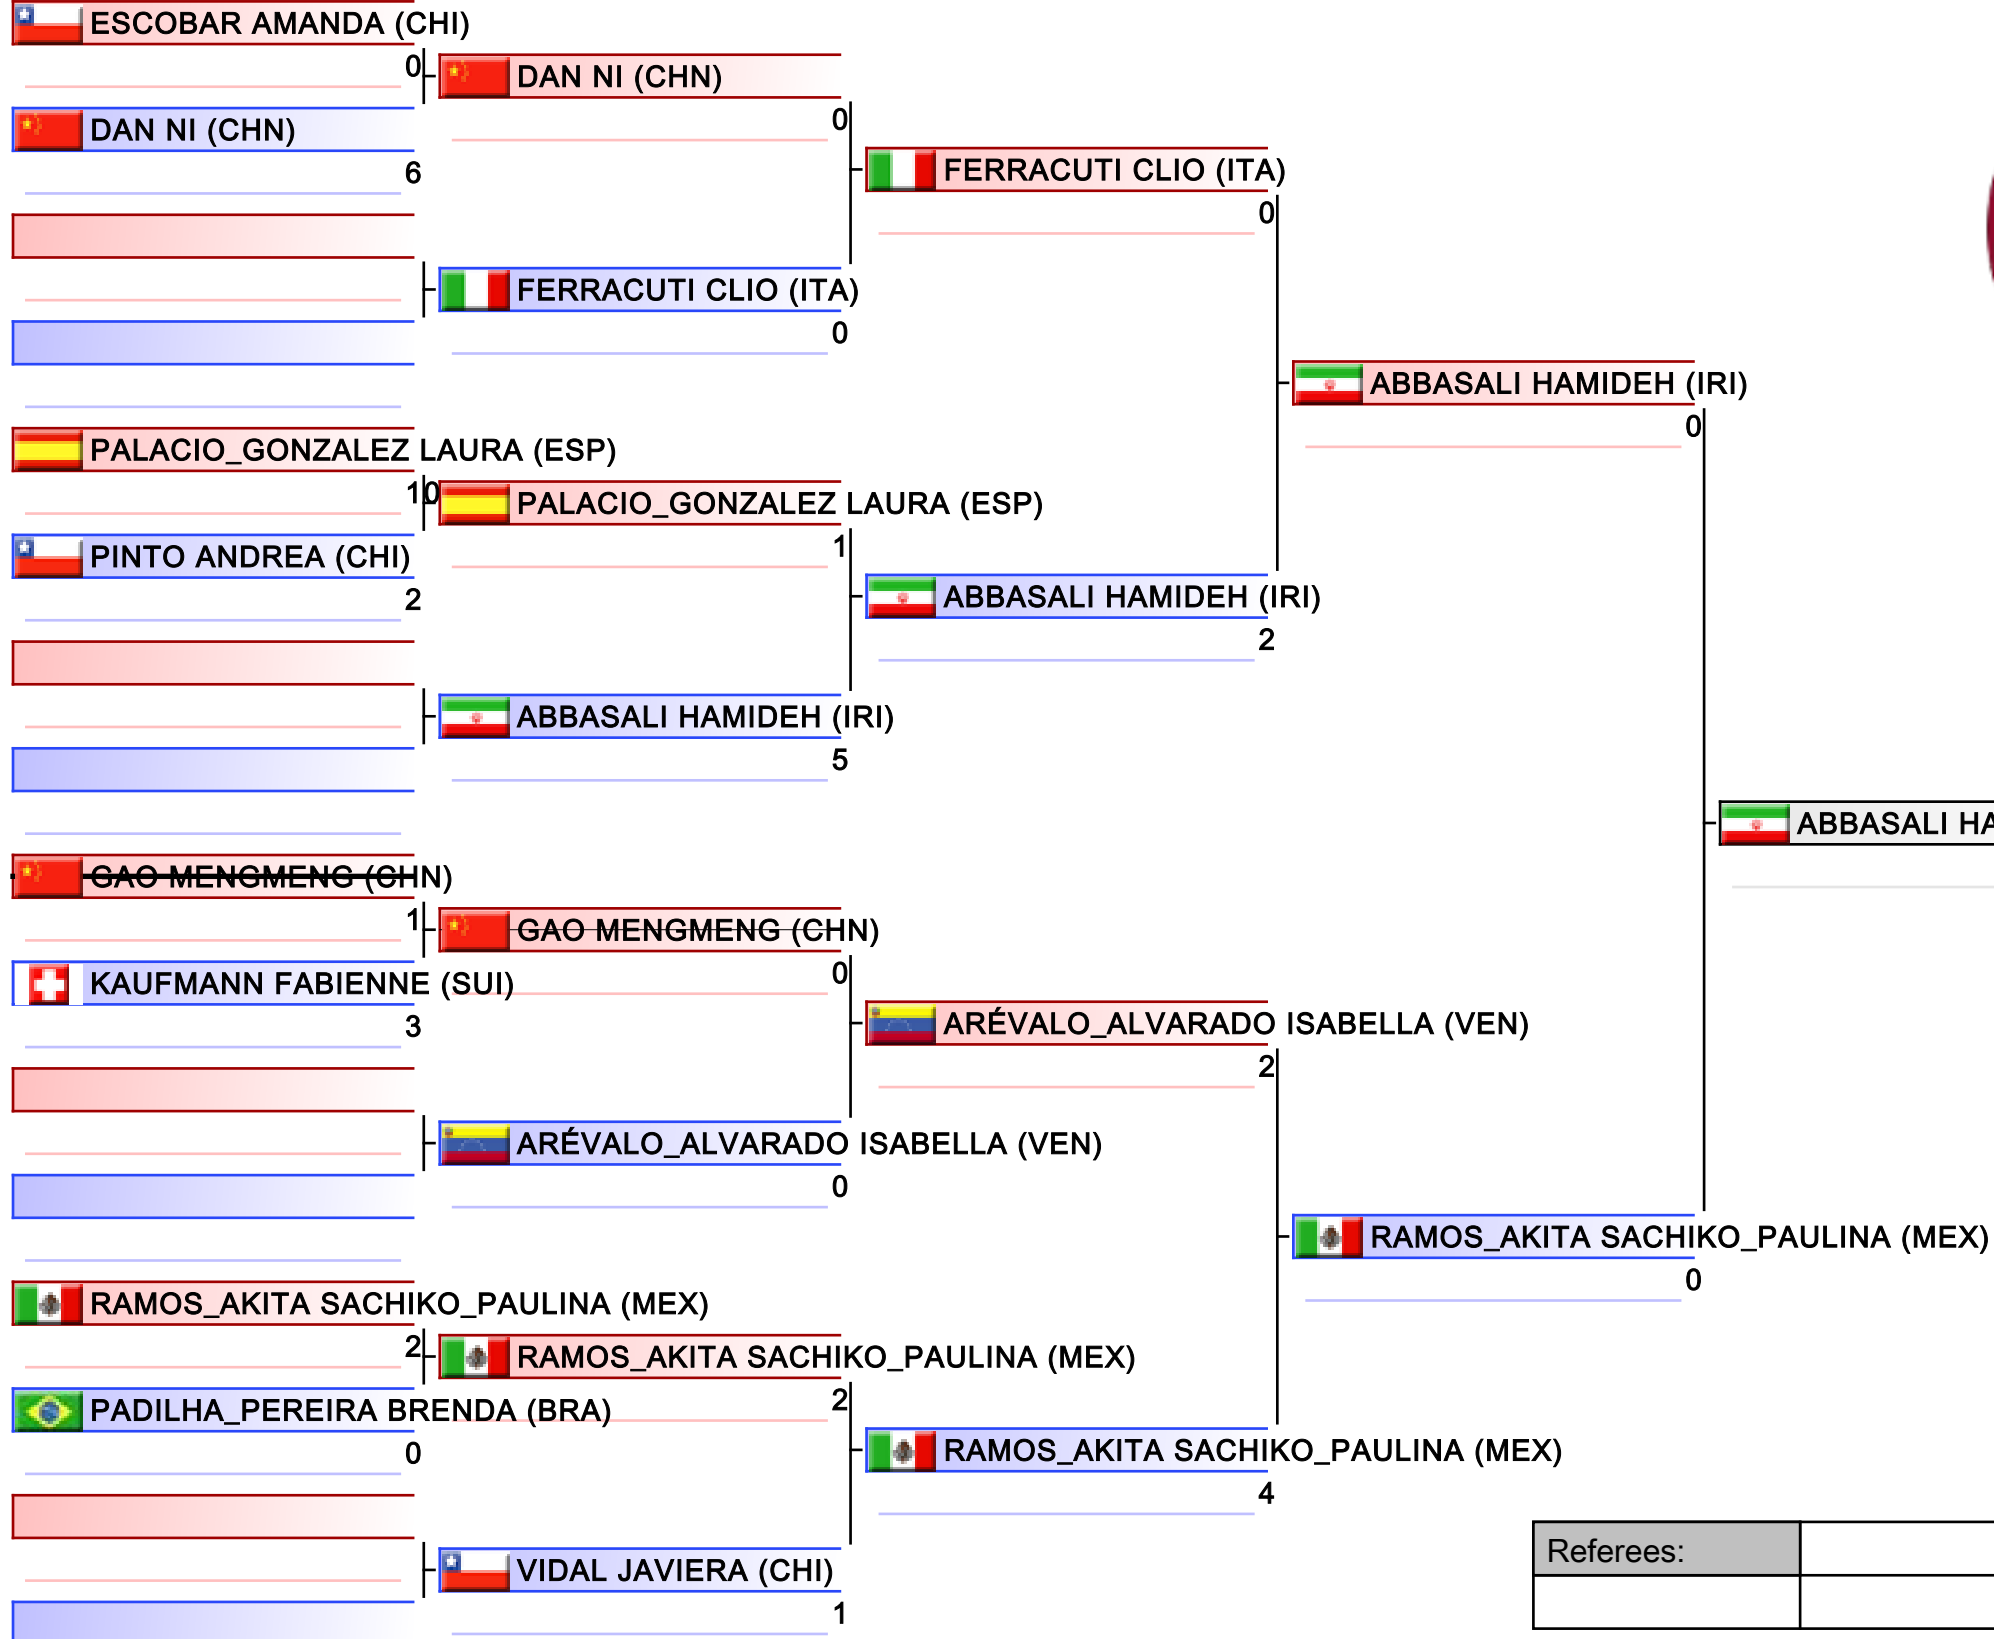 ESCOBAR AMANDA (CHI)
0
DAN NI (CHN)
6
PALACIO_GONZALEZ LAURA (ESP)
10
PINTO ANDREA (CHI)
2
GAO MENGMENG (CHN)
1
KAUFMANN FABIENNE (SUI)
3
RAMOS_AKITA SACHIKO_PAULINA (MEX)
2
PADILHA_PEREIRA BRENDA (BRA)
0
DAN NI (CHN)
0
FERRACUTI CLIO (ITA)
0
PALACIO_GONZALEZ LAURA (ESP)
1
ABBASALI HAMIDEH (IRI)
5
GAO MENGMENG (CHN)
0
ARÉVALO_ALVARADO ISABELLA (VEN)
0
RAMOS_AKITA SACHIKO_PAULINA (MEX)
2
VIDAL JAVIERA (CHI)
1
FERRACUTI CLIO (ITA)
0
ABBASALI HAMIDEH (IRI)
2
ARÉVALO_ALVARADO ISABELLA (VEN)
2
RAMOS_AKITA SACHIKO_PAULINA (MEX)
4
ABBASALI HAMIDEH (IRI)
0
RAMOS_AKITA SACHIKO_PAULINA (MEX)
0
ABBASALI HA
Referees: